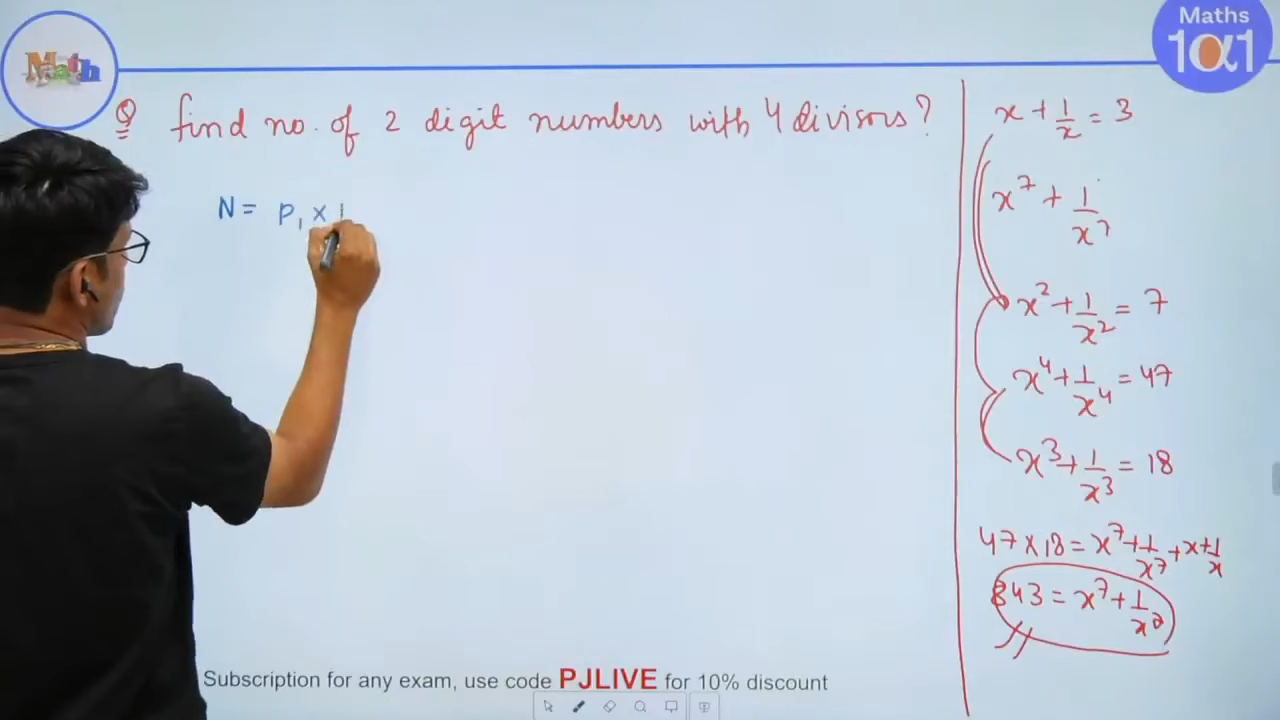 Math
Maths
1α1
Q Find no. of 2 digit numbers with 4 divisors?
N = P₁ ×
x + 1/x = 3
x⁷ + 1/x⁷
x² + 1/x² = 7
x⁴ + 1/x⁴ = 47
x³ + 1/x³ = 18
47 × 18 = x⁷ + 1/x⁷ + x + 1/x
843 = x⁷ + 1/x⁷
Subscription for any exam, use code PJLIVE for 10% discount